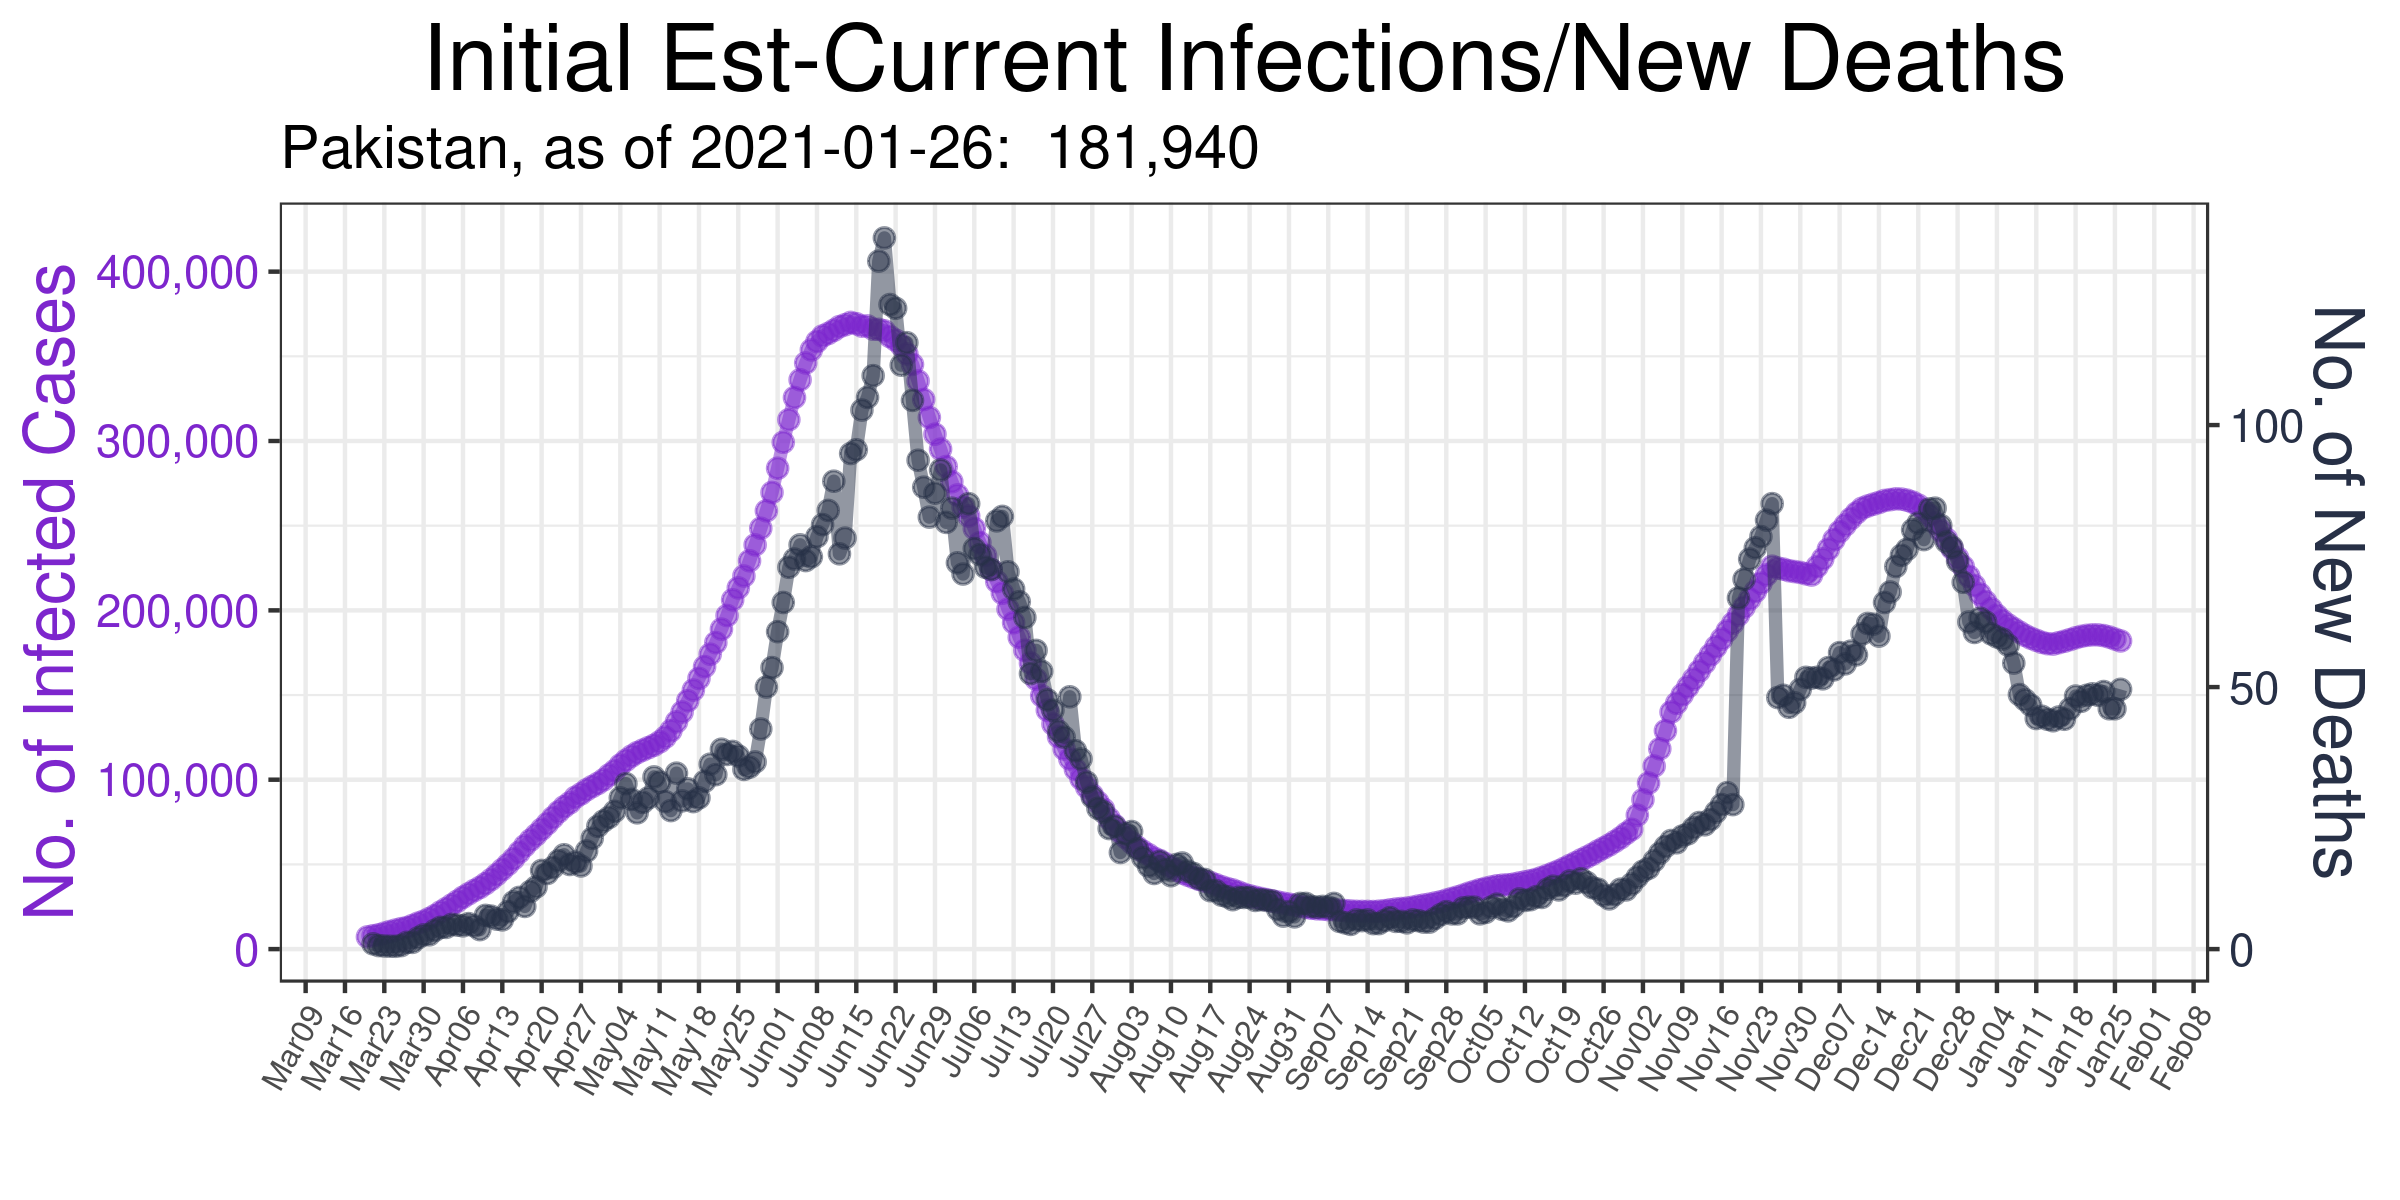 Initial Est-Current Infections/New Deaths
Pakistan, as of 2021-01-26:  181,940
No. of Infected Cases
400,000
300,000
200,000
100,000
0
No. of New Deaths
100
50
0
Mar09 Mar16 Mar23 Mar30 Apr06 Apr13 Apr20 Apr27 May04 May11 May18 May25 Jun01 Jun08 Jun15 Jun22 Jun29 Jul06 Jul13 Jul20 Jul27 Aug03 Aug10 Aug17 Aug24 Aug31 Sep07 Sep14 Sep21 Sep28 Oct05 Oct12 Oct19 Oct26 Nov02 Nov09 Nov16 Nov23 Nov30 Dec07 Dec14 Dec21 Dec28 Jan04 Jan11 Jan18 Jan25 Feb01 Feb08